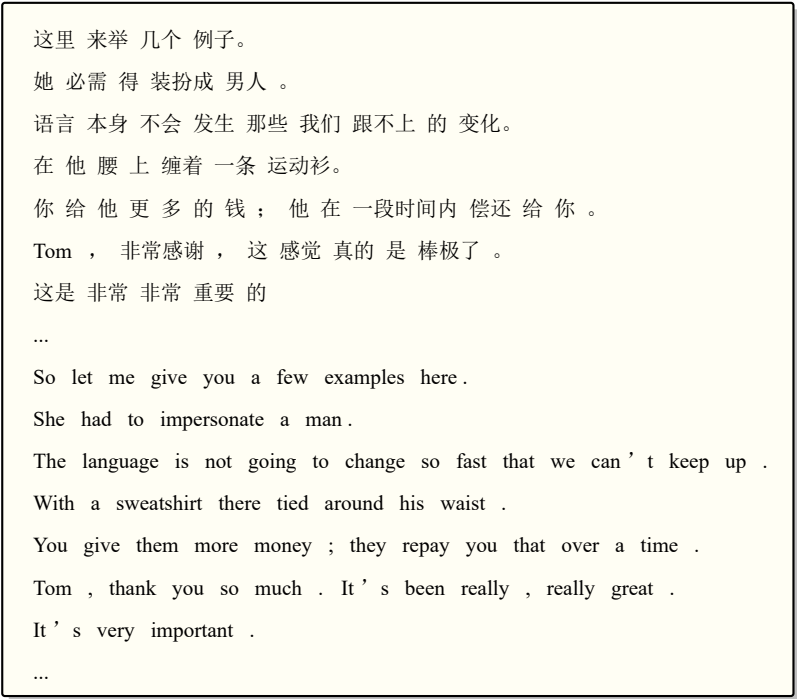 这里 来举 几个 例子。
她 必需 得 装扮成 男人 。
语言 本身 不会 发生 那些 我们 跟不上 的 变化。
在 他 腰 上 缠着 一条 运动衫。
你 给 他 更 多 的 钱 ； 他 在 一段时间内 偿还 给 你 。
Tom ， 非常感谢 ， 这 感觉 真的 是 棒极了 。
这是 非常 非常 重要 的
...
So let me give you a few examples here .
She had to impersonate a man .
The language is not going to change so fast that we can ’ t keep up .
With a sweatshirt there tied around his waist .
You give them more money ; they repay you that over a time .
Tom , thank you so much . It ’ s been really , really great .
It ’ s very important .
...